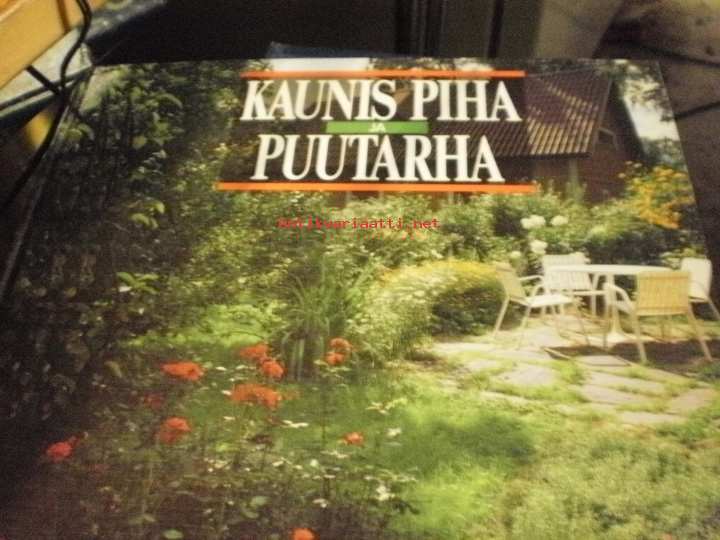 KAUNIS PIHA
JA
PUUTARHA
Antikvariaatti.net